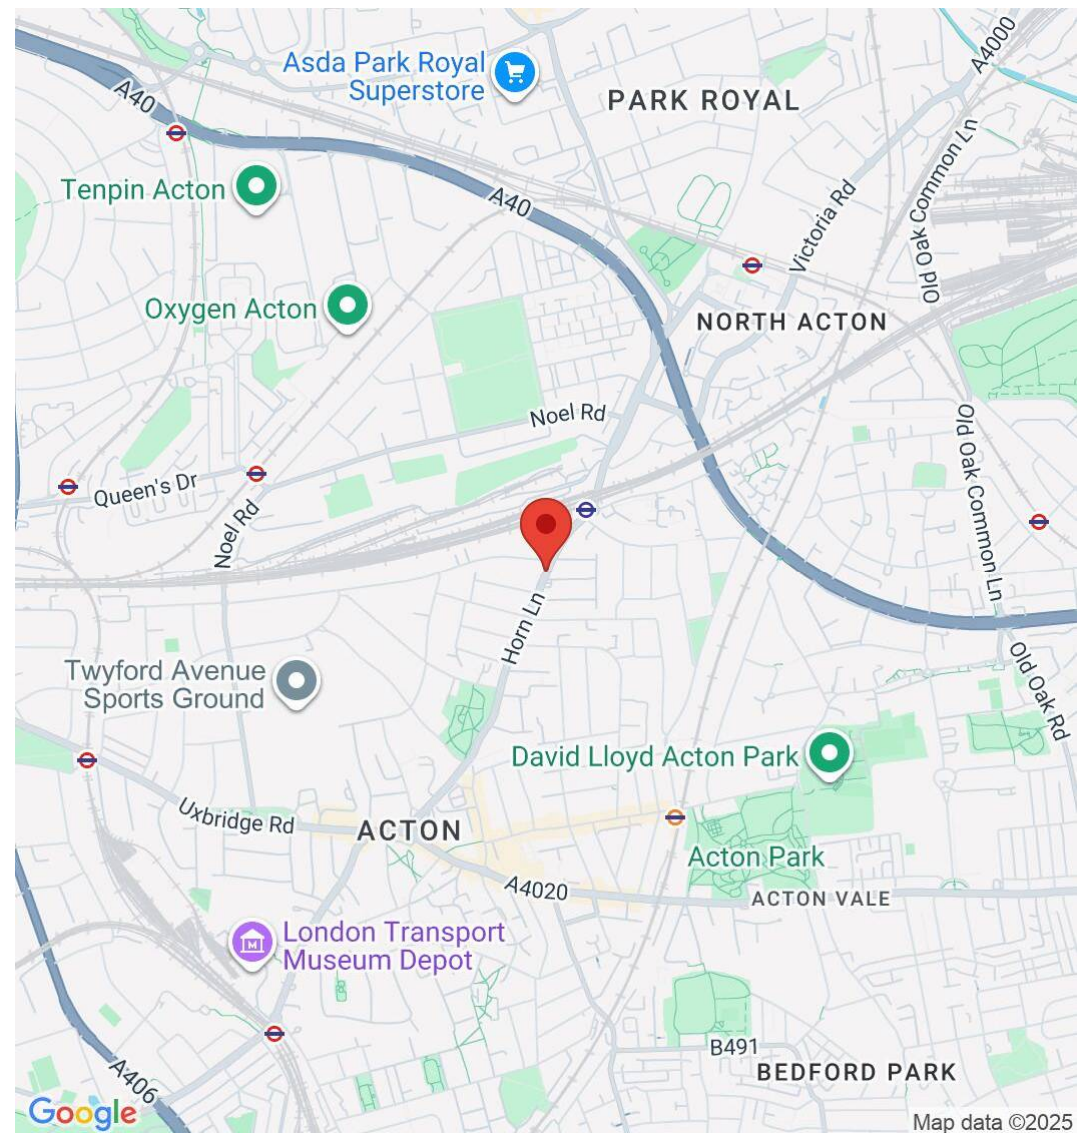 A4000
Asda Park Royal
Superstore
PARK ROYAL
A40
Old Oak Common Ln
Tenpin Acton
A40
Victoria Rd
Oxygen Acton
NORTH ACTON
Noel Rd
Old Oak Common Ln
Queen's Dr
Noel Rd
Horn Ln
Twyford Avenue
Sports Ground
Old Oak Rd
David Lloyd Acton Park
Uxbridge Rd
ACTON
Acton Park
A4020
ACTON VALE
London Transport
Museum Depot
M
B491
BEDFORD PARK
A406
Google
Map data ©2025